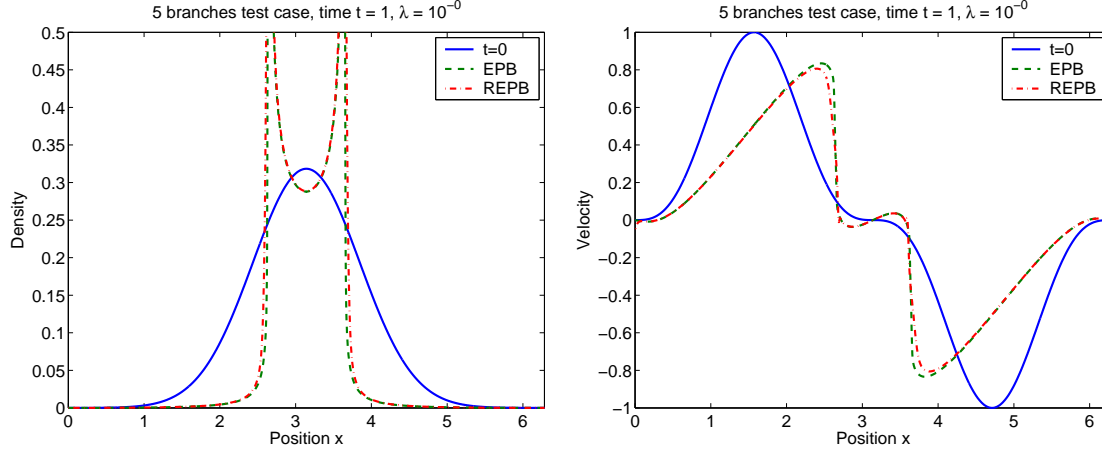 5 branches test case, time t = 1, λ = 10⁻⁰
0.5
0.45
0.4
0.35
0.3
0.25
0.2
0.15
0.1
0.05
0
Density
t=0
EPB
REPB
0 1 2 3 4 5 6
Position x
5 branches test case, time t = 1, λ = 10⁻⁰
1
0.8
0.6
0.4
0.2
0
−0.2
−0.4
−0.6
−0.8
−1
Velocity
t=0
EPB
REPB
0 1 2 3 4 5 6
Position x